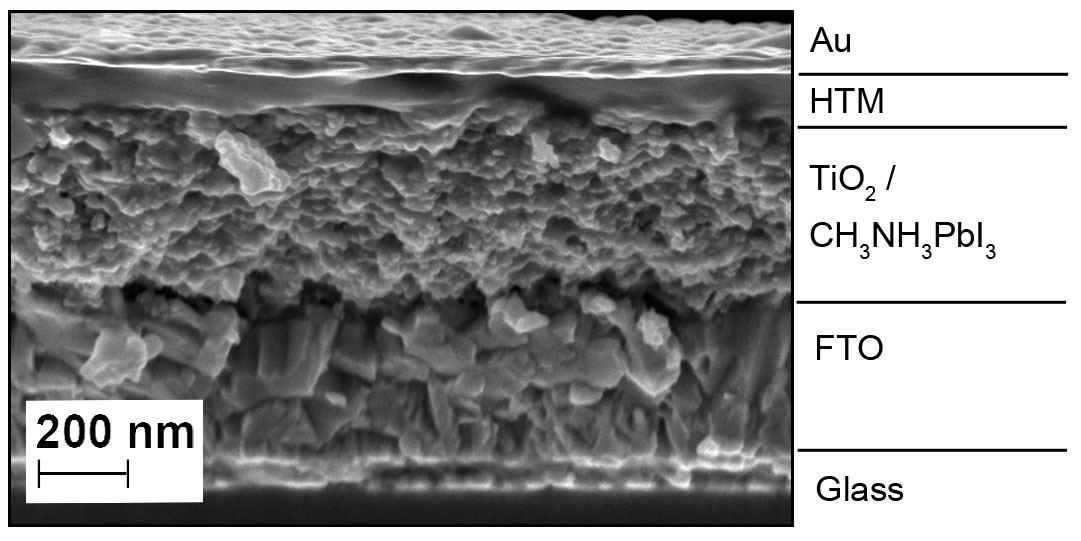 Au
HTM
TiO₂ /
CH₃NH₃PbI₃
FTO
200 nm
Glass